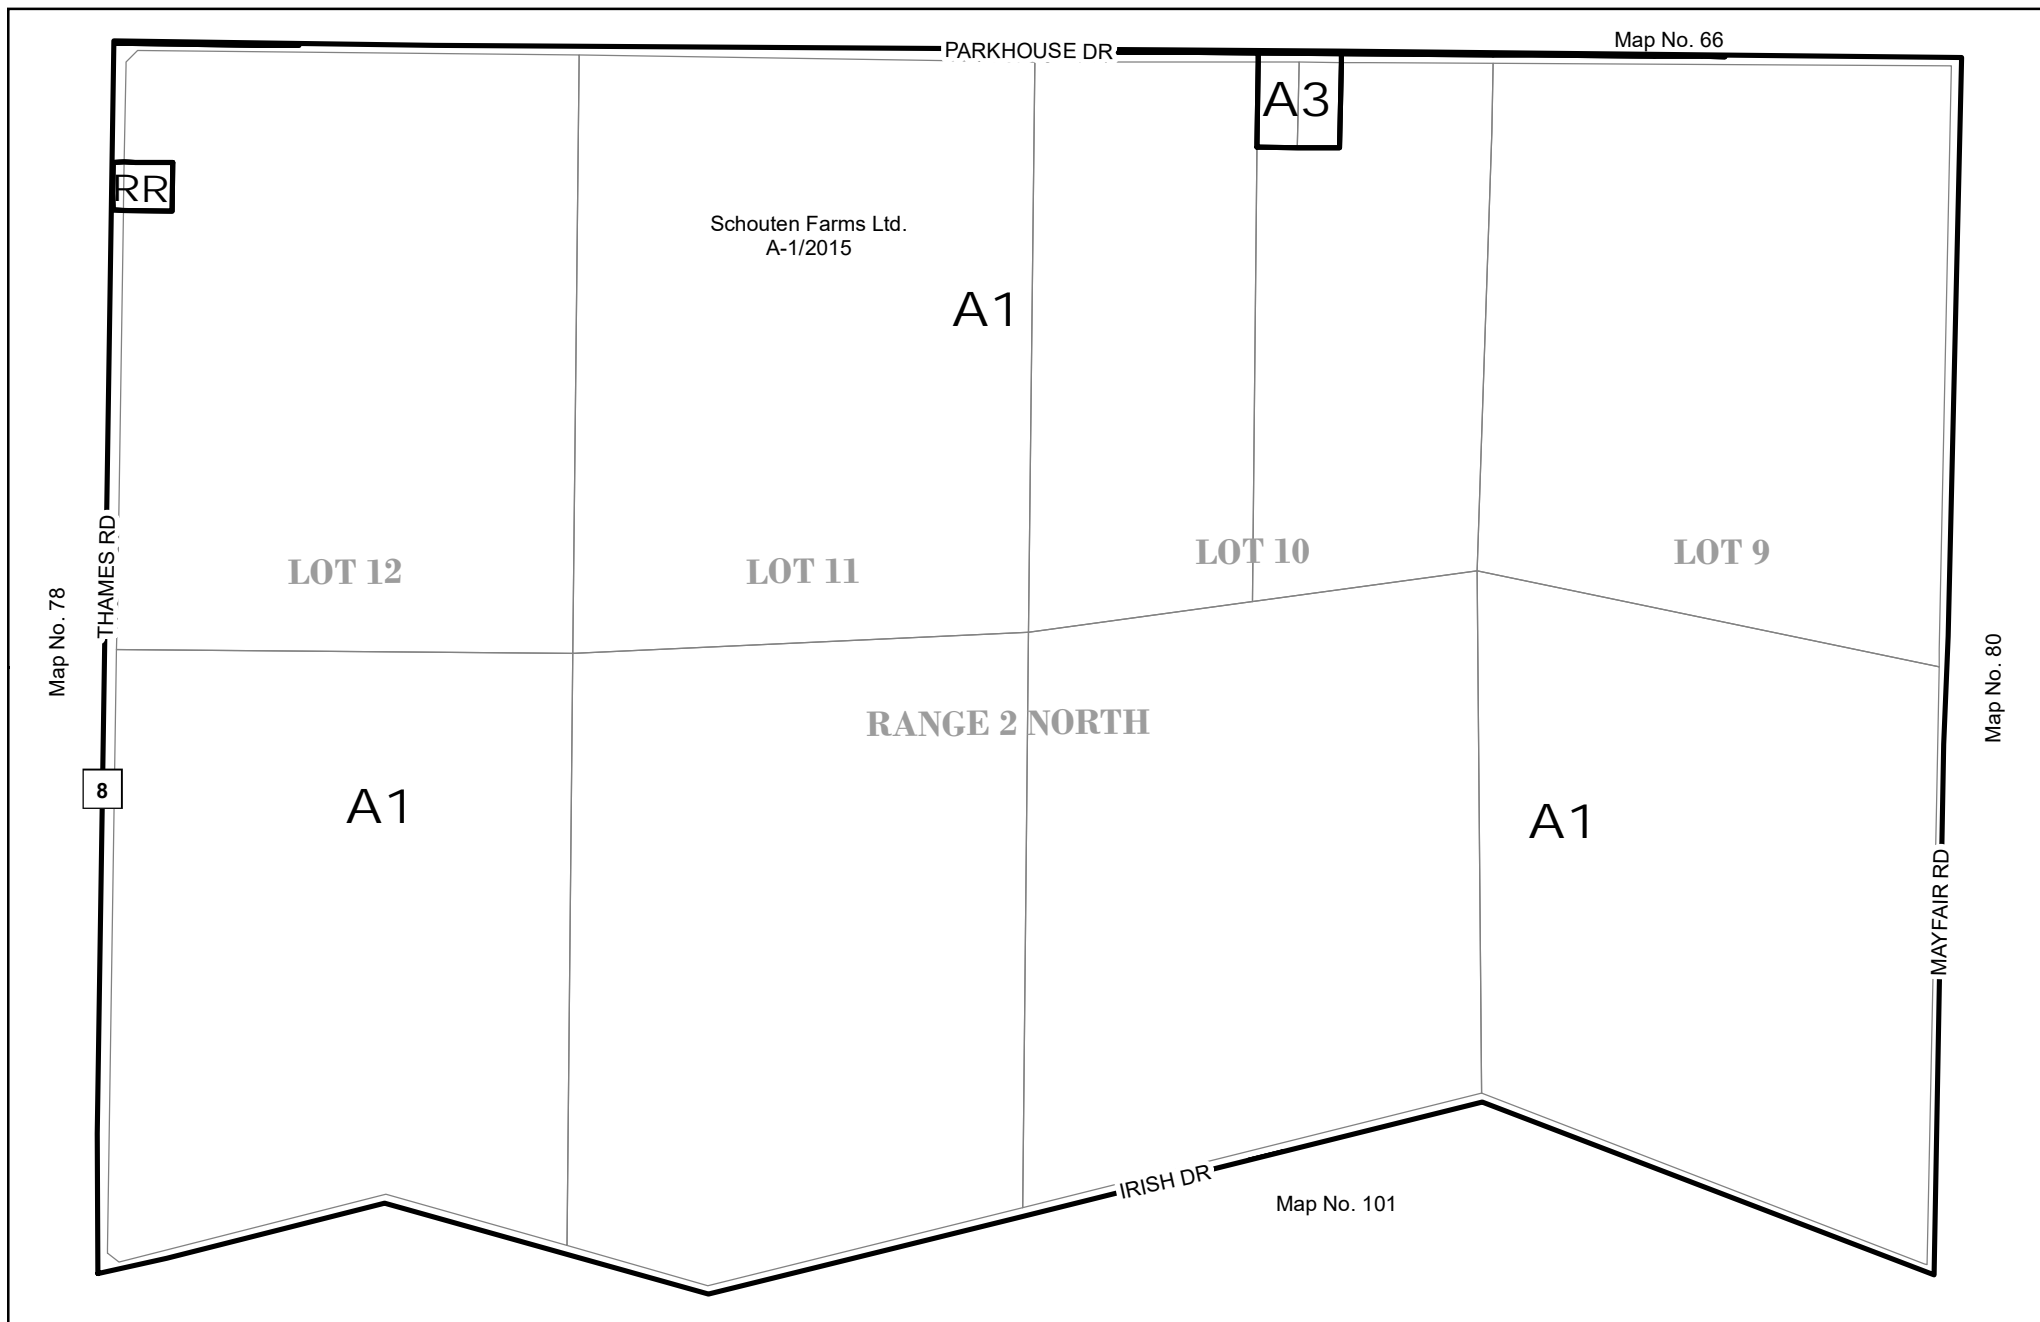 Map No. 66
PARKHOUSE DR
A3
RR
Schouten Farms Ltd.
A-1/2015
A1
THAMES RD
LOT 12
LOT 11
LOT 10
LOT 9
Map No. 78
Map No. 80
RANGE 2 NORTH
8
A1
A1
MAYFAIR RD
IRISH DR
Map No. 101